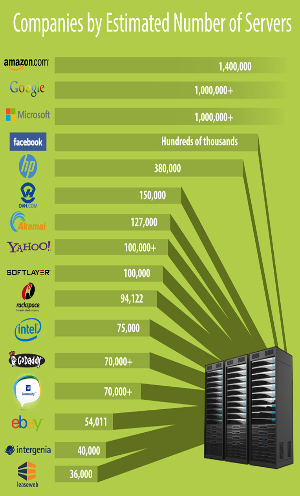 Companies by Estimated Number of Servers
amazon.com
1,400,000
Google
1,000,000+
Microsoft
1,000,000+
facebook
Hundreds of thousands
hp
380,000
OVH.COM
150,000
Akamai
127,000
YAHOO!
100,000+
SOFTLAYER
100,000
rackspace
94,122
intel
75,000
GoDaddy
70,000+
1&1
70,000+
ebay
54,011
intergenia
40,000
leaseweb
36,000